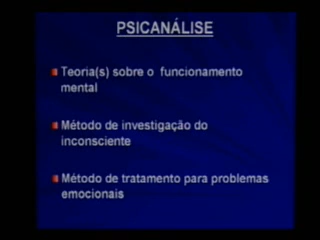 PSICANÁLISE
Teoria(s) sobre o funcionamento
mental
Método de investigação do
inconsciente
Método de tratamento para problemas
emocionais